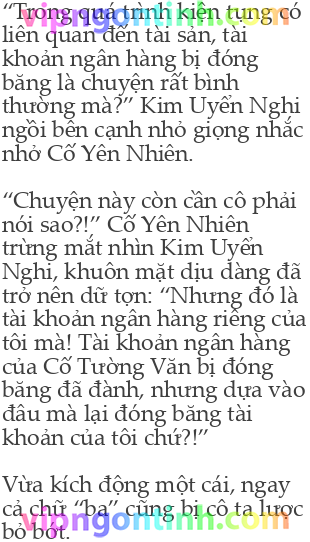 “Trong quá trình kiện tụng có
liên quan đến tài sản, tài
khoản ngân hàng bị đóng
băng là chuyện rất bình
thường mà?” Kim Uyển Nghi
ngồi bên cạnh nhỏ giọng nhắc
nhở Cố Yên Nhiên.
“Chuyện này còn cần cô phải
nói sao?!” Cố Yên Nhiên
trừng mắt nhìn Kim Uyển
Nghi, khuôn mặt dịu dàng đã
trở nên dữ tợn: “Nhưng đó là
tài khoản ngân hàng riêng của
tôi mà! Tài khoản ngân hàng
của Cố Tường Văn bị đóng
băng đã đành, nhưng dựa vào
đâu mà lại đóng băng tài
khoản của tôi chứ?!”
Vừa kích động một cái, ngay
cả chữ “ba” cũng bị cô ta lược
bỏ bớt.
vipngontinh.com
vipngontinh.com